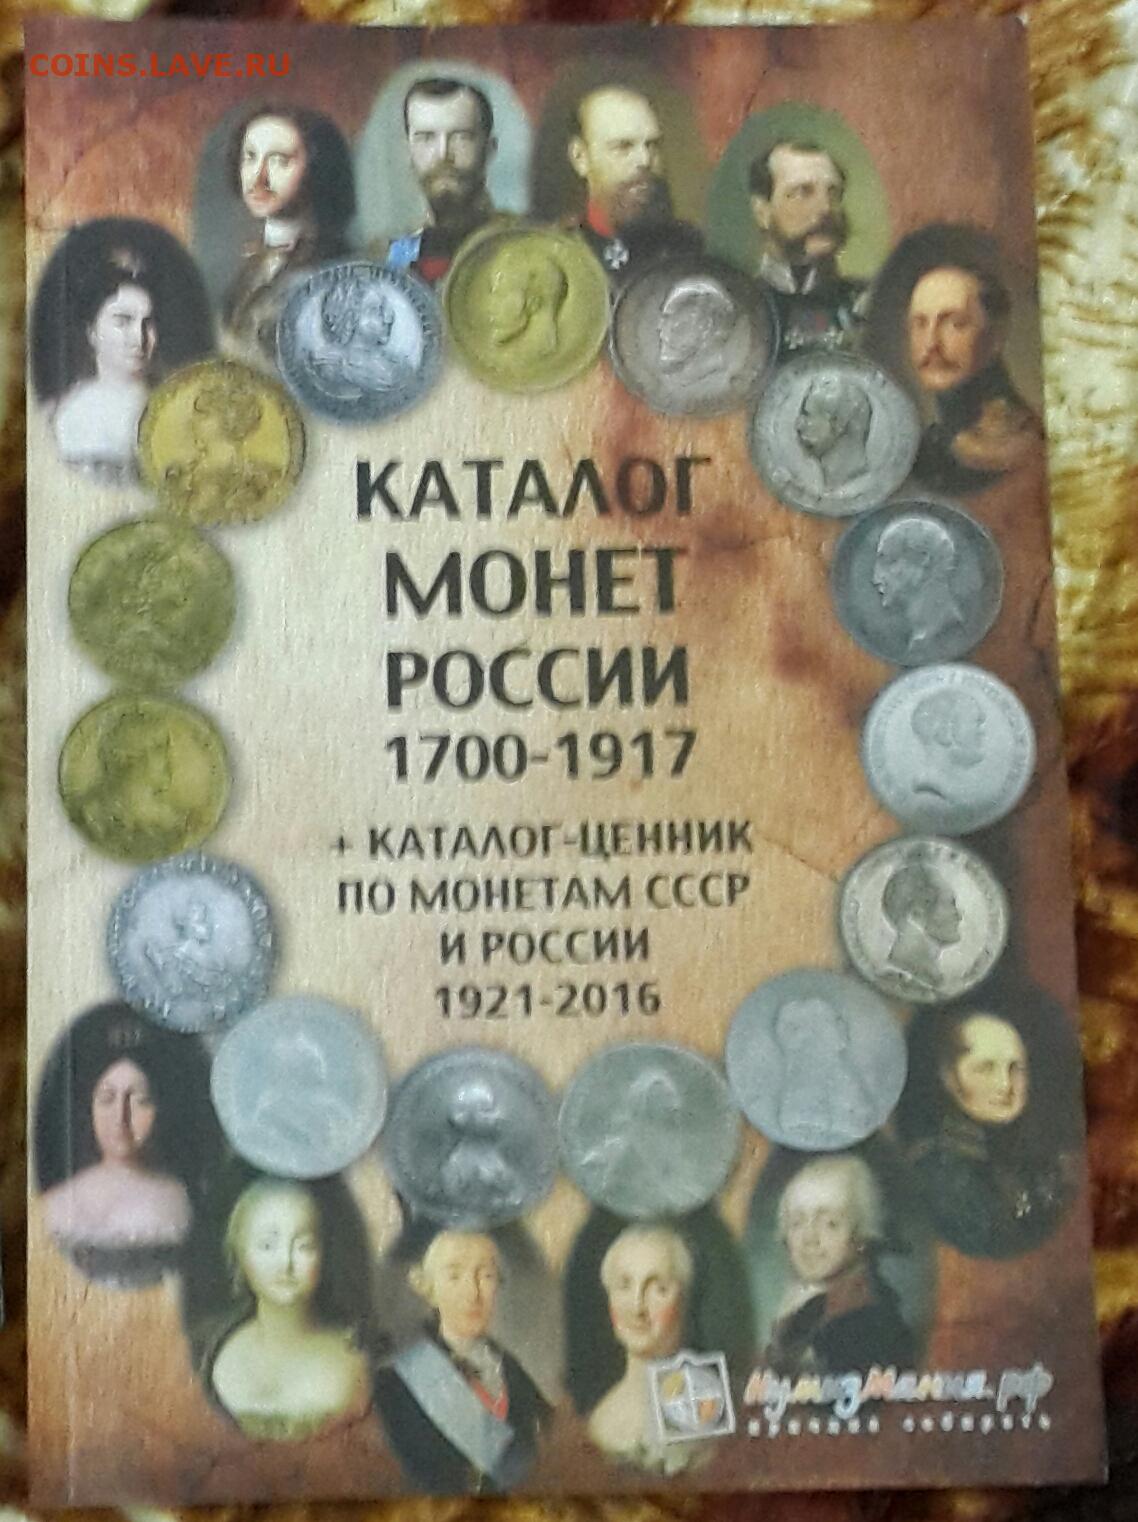 COINS.LAVE.RU
КАТАЛОГ
МОНЕТ
РОССИИ
1700-1917
+ КАТАЛОГ-ЦЕННИК
ПО МОНЕТАМ СССР
И РОССИИ
1921-2016
НумизМания.рф